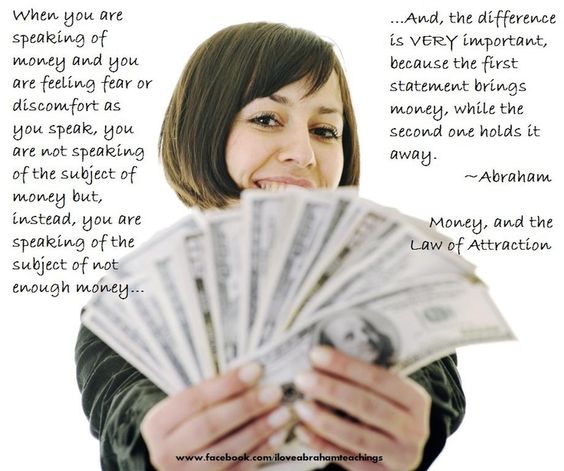 When you are
speaking of
money and you
are feeling fear or
discomfort as
you speak, you
are not speaking
of the subject of
money but,
instead, you are
speaking of the
subject of not
enough money...
...And, the difference
is VERY important,
because the first
statement brings
money, while the
second one holds it
away.
~Abraham
Money, and the
Law of Attraction
www.facebook.com/iloveabrahamteachings